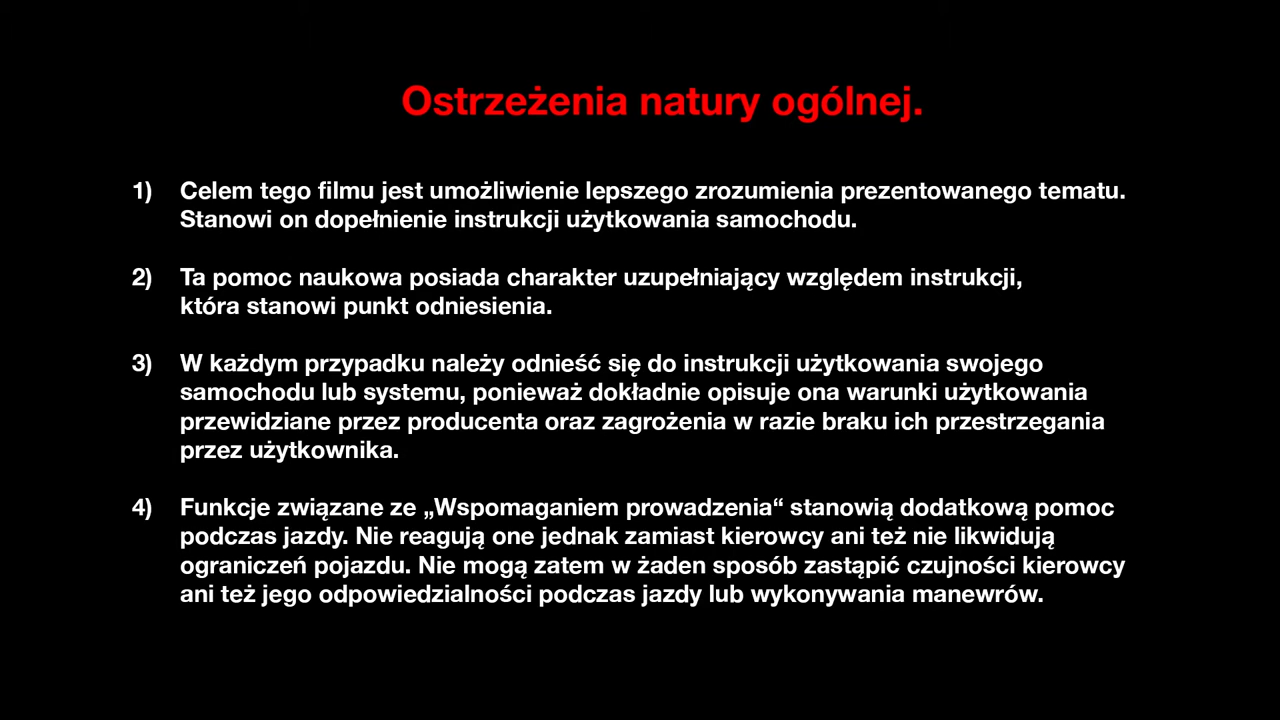 Ostrzeżenia natury ogólnej.
1) Celem tego filmu jest umożliwienie lepszego zrozumienia prezentowanego tematu.
Stanowi on dopełnienie instrukcji użytkowania samochodu.
2) Ta pomoc naukowa posiada charakter uzupełniający względem instrukcji,
która stanowi punkt odniesienia.
3) W każdym przypadku należy odnieść się do instrukcji użytkowania swojego
samochodu lub systemu, ponieważ dokładnie opisuje ona warunki użytkowania
przewidziane przez producenta oraz zagrożenia w razie braku ich przestrzegania
przez użytkownika.
4) Funkcje związane ze „Wspomaganiem prowadzenia“ stanowią dodatkową pomoc
podczas jazdy. Nie reagują one jednak zamiast kierowcy ani też nie likwidują
ograniczeń pojazdu. Nie mogą zatem w żaden sposób zastąpić czujności kierowcy
ani też jego odpowiedzialności podczas jazdy lub wykonywania manewrów.